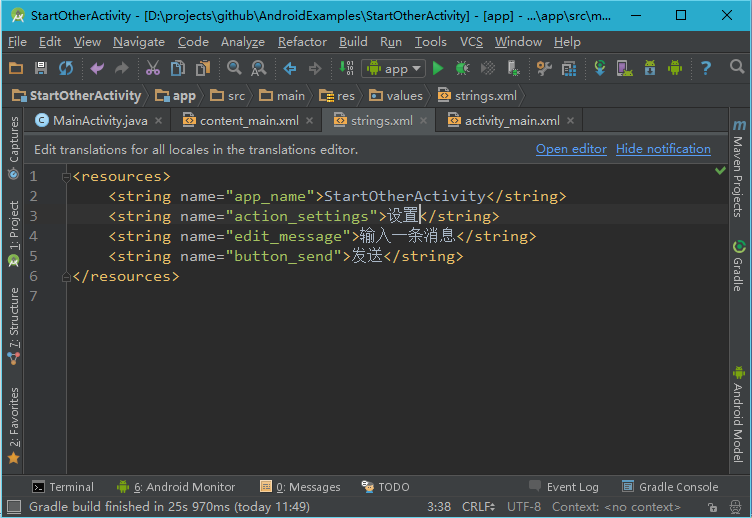 StartOtherActivity - [D:\projects\github\AndroidExamples\StartOtherActivity] - [app] - ...\app\src\m...
File Edit View Navigate Code Analyze Refactor Build Run Tools VCS Window Help
app
StartOtherActivity app src main res values strings.xml
MainActivity.java content_main.xml strings.xml activity_main.xml
Edit translations for all locales in the translations editor. Open editor Hide notification
1 <resources>
2 <string name="app_name">StartOtherActivity</string>
3 <string name="action_settings">设置</string>
4 <string name="edit_message">输入一条消息</string>
5 <string name="button_send">发送</string>
6 </resources>
7
Captures
1: Project
7: Structure
2: Favorites
Maven Projects
Gradle
Android Model
Terminal 6: Android Monitor 0: Messages TODO Event Log Gradle Console
Gradle build finished in 25s 970ms (today 11:49) 3:38 CRLF UTF-8 Context: <no context>